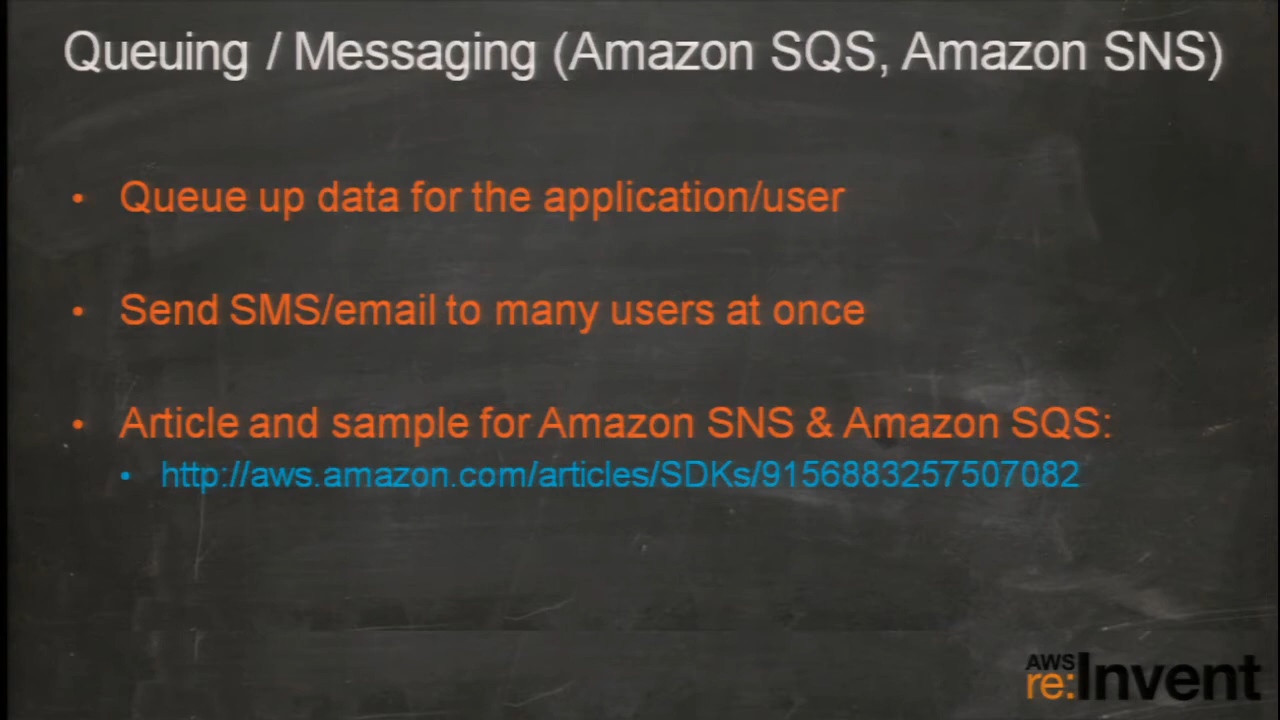 Queuing / Messaging (Amazon SQS, Amazon SNS)
• Queue up data for the application/user
• Send SMS/email to many users at once
• Article and sample for Amazon SNS & Amazon SQS:
• http://aws.amazon.com/articles/SDKs/9156883257507082
AWS
re:Invent